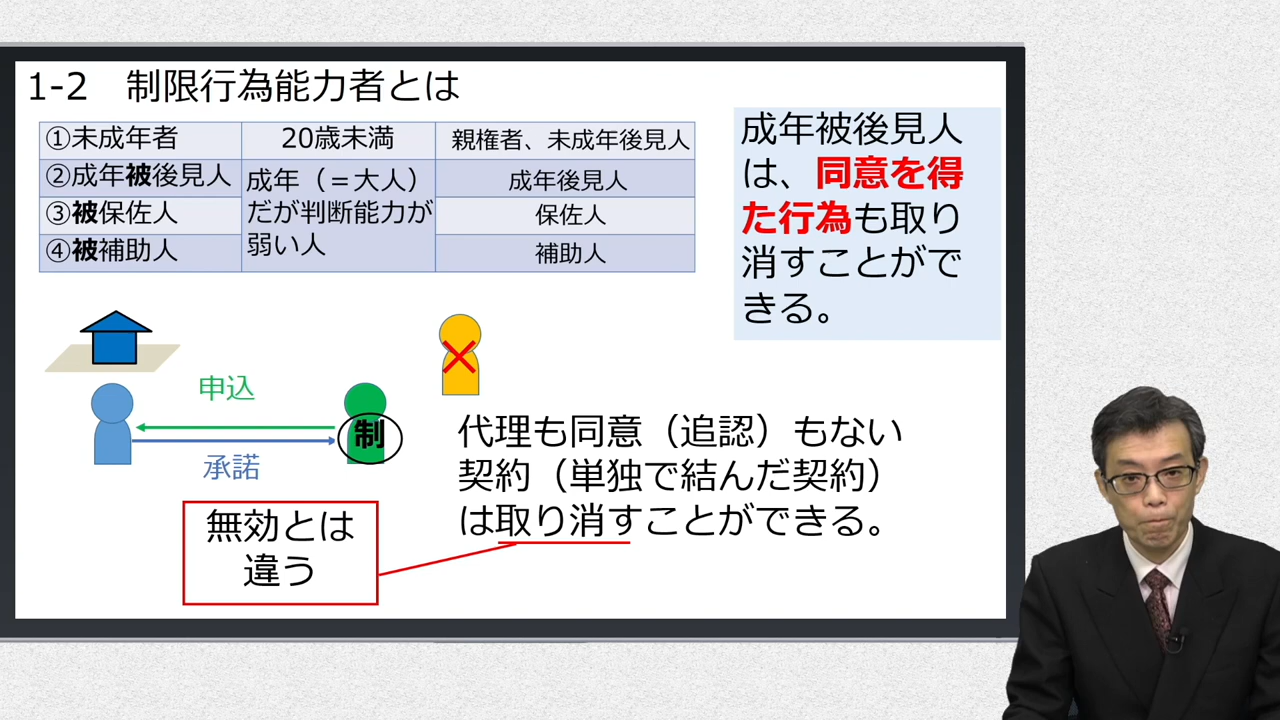 1-2 制限行為能力者とは
①未成年者
20歳未満
親権者、未成年後見人
②成年被後見人
成年(=大人)
だが判断能力が
弱い人
成年後見人
③被保佐人
保佐人
④被補助人
補助人
成年被後見人
は、同意を得
た行為も取り
消すことがで
きる。
申込
承諾
制
代理も同意(追認)もない
契約(単独で結んだ契約)
は取り消すことができる。
無効とは
違う